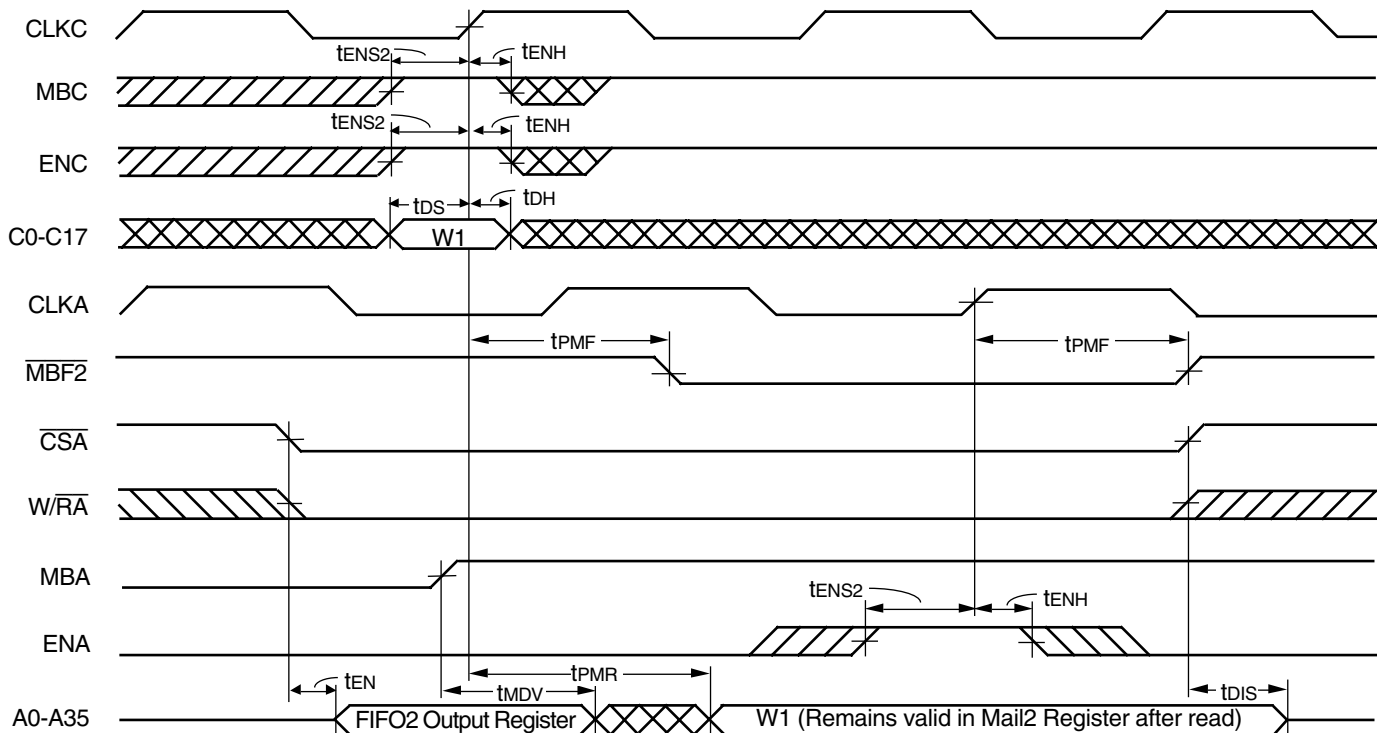 CLKC
tENS2 tENH
MBC
tENS2 tENH
ENC
tDS tDH
C0-C17 W1
CLKA
tPMF tPMF
MBF2
CSA
W/RA
MBA
tENS2 tENH
ENA
tPMR
tEN tMDV tDIS
A0-A35 FIFO2 Output Register W1 (Remains valid in Mail2 Register after read)